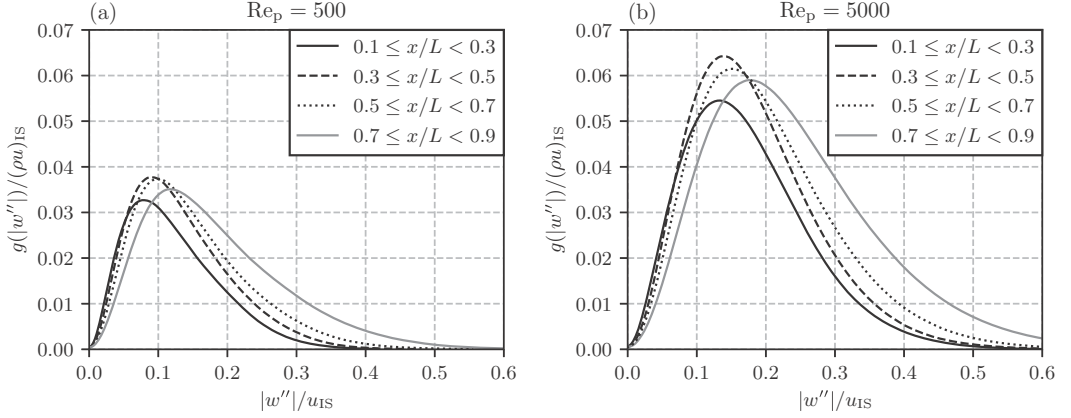 (a) Re_p = 500
0.07
0.06
0.05
0.04
0.03
0.02
0.01
0.00
g(|w″|)/(ρu)_IS
0.1 ≤ x/L < 0.3
0.3 ≤ x/L < 0.5
0.5 ≤ x/L < 0.7
0.7 ≤ x/L < 0.9
0.0 0.1 0.2 0.3 0.4 0.5 0.6
|w″|/u_IS
(b) Re_p = 5000
0.07
0.06
0.05
0.04
0.03
0.02
0.01
0.00
g(|w″|)/(ρu)_IS
0.1 ≤ x/L < 0.3
0.3 ≤ x/L < 0.5
0.5 ≤ x/L < 0.7
0.7 ≤ x/L < 0.9
0.0 0.1 0.2 0.3 0.4 0.5 0.6
|w″|/u_IS